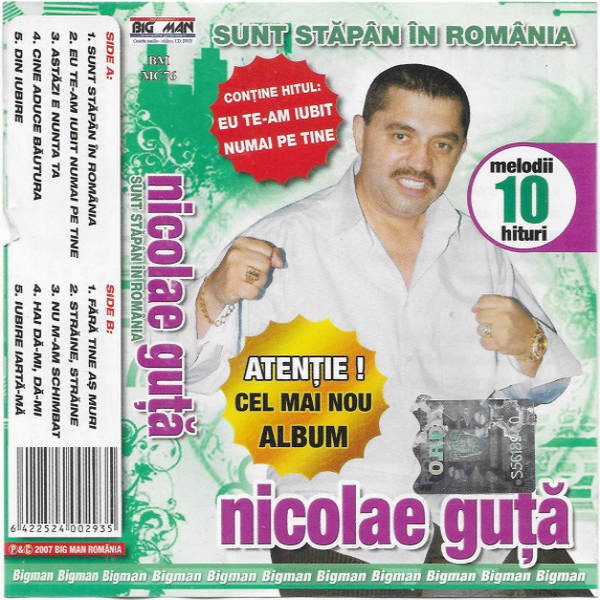 SIDE A:
1. SUNT STĂPÂN ÎN ROMÂNIA
2. EU TE-AM IUBIT NUMAI PE TINE
3. ASTĂZI E NUNTA TA
4. CINE ADUCE BĂUTURA
5. DIN IUBIRE
SIDE B:
1. FĂRĂ TINE AȘ MURI
2. STRĂINE, STRĂINE
3. NU M-AM SCHIMBAT
4. HAI DĂ-MI, DĂ-MI
5. IUBIRE IARTĂ-MĂ
6 422524 002935
P&C 2007 BIG MAN ROMÂNIA
nicolae guță
SUNT STĂPÂN ÎN ROMÂNIA
BIG MAN
BM
MC76
SUNT STĂPÂN ÎN ROMÂNIA
CONȚINE HITUL:
EU TE-AM IUBIT
NUMAI PE TINE
melodii
10
hituri
ATENȚIE !
CEL MAI NOU
ALBUM
O.R.D.A.
nicolae guță
Bigman Bigman Bigman Bigman Bigman Bigman Bigman Bigman Bigman Bigman Bigman